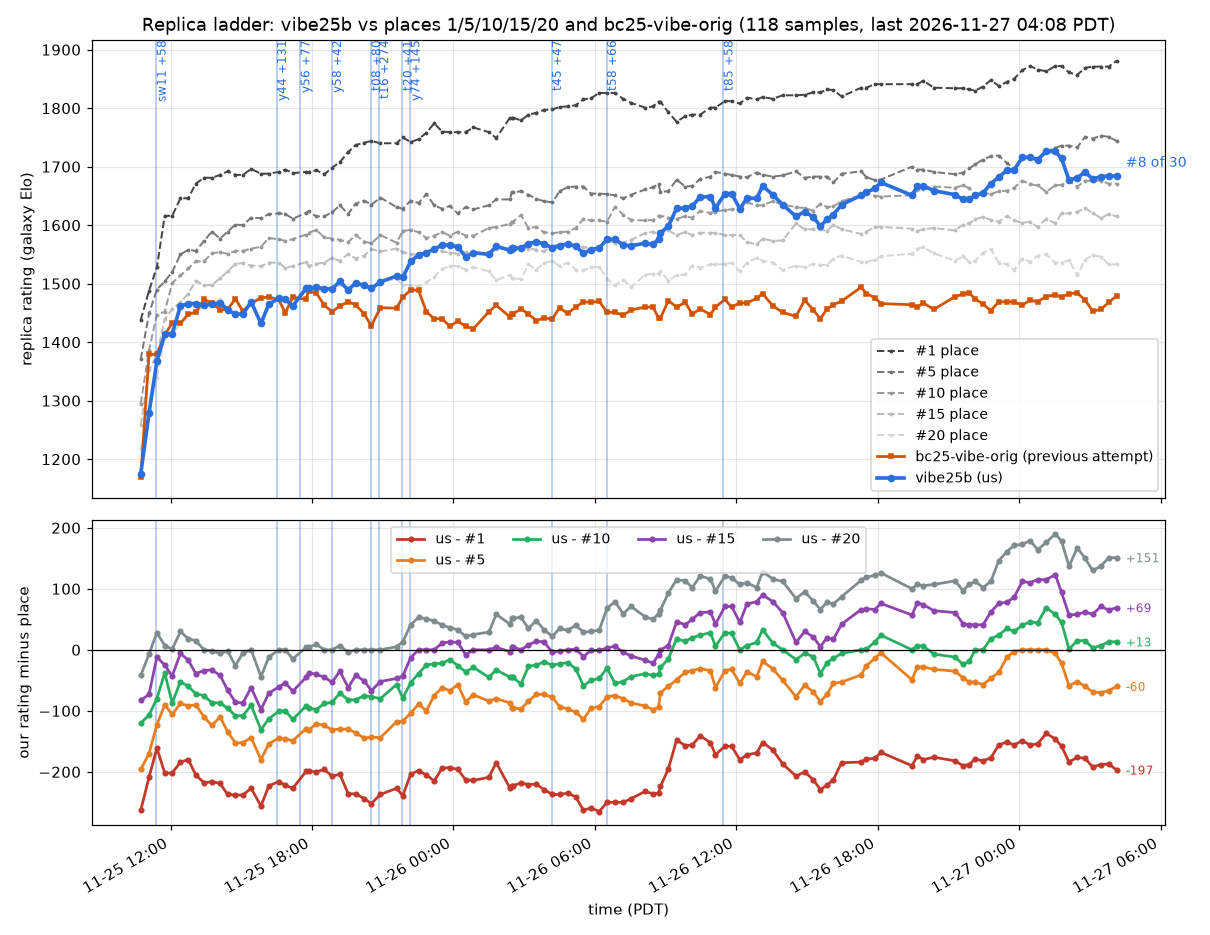 Replica ladder: vibe25b vs places 1/5/10/15/20 and bc25-vibe-orig (118 samples, last 2026-11-27 04:08 PDT)
replica rating (galaxy Elo)
1900
1800
1700
1600
1500
1400
1300
1200
sw11 +58
y44 +131
y56 +77
y58 +42
t08 +80
t16 +274
t20 +41
y74 +145
t45 +47
t58 +66
t85 +58
#8 of 30
#1 place
#5 place
#10 place
#15 place
#20 place
bc25-vibe-orig (previous attempt)
vibe25b (us)
our rating minus place
200
100
0
−100
−200
us - #1
us - #5
us - #10
us - #15
us - #20
+151
+69
+13
-60
-197
11-25 12:00
11-25 18:00
11-26 00:00
11-26 06:00
11-26 12:00
11-26 18:00
11-27 00:00
11-27 06:00
time (PDT)